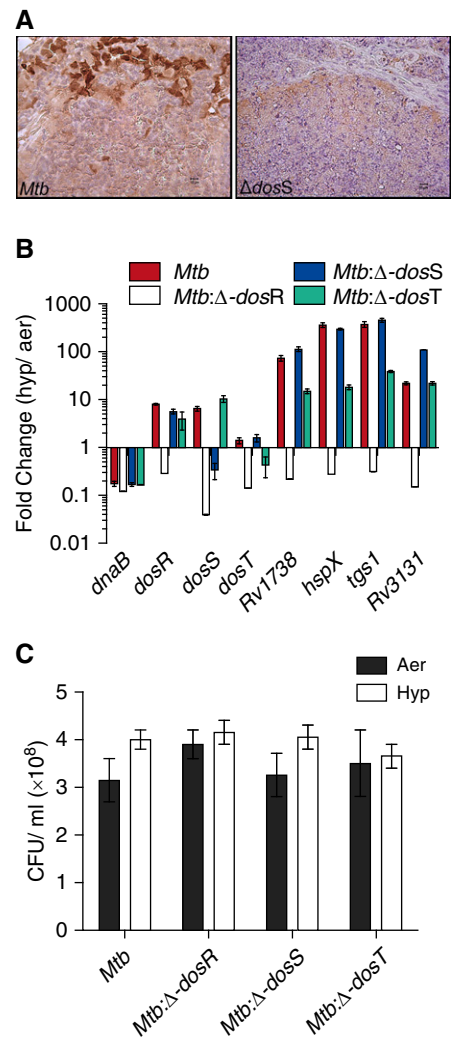 A
Mtb
ΔdosS
B
Mtb
Mtb:Δ-dosS
Mtb:Δ-dosR
Mtb:Δ-dosT
Fold Change (hyp/ aer)
1000
100
10
1
0.1
0.01
dnaB
dosR
dosS
dosT
Rv1738
hspX
tgs1
Rv3131
C
Aer
Hyp
CFU/ ml (×10⁸)
5
4
3
2
1
0
Mtb
Mtb:Δ-dosR
Mtb:Δ-dosS
Mtb:Δ-dosT